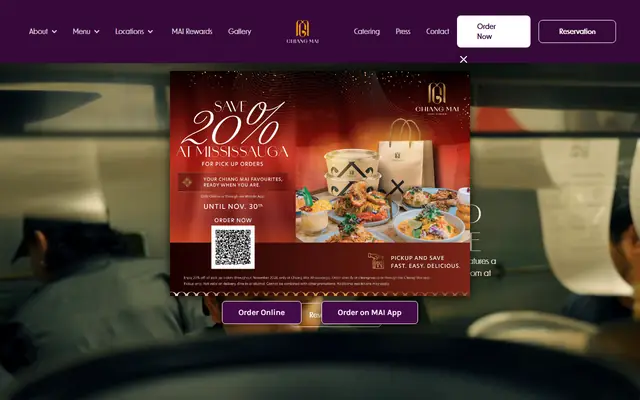 About
Menu
Locations
MAI Rewards
Gallery
CHIANG MAI
Catering
Press
Contact
Order Now
Reservation
SAVE
20%
AT MISSISSAUGA
FOR PICK UP ORDERS
YOUR CHIANG MAI FAVOURITES,
READY WHEN YOU ARE.
UNTIL NOV. 30TH
ORDER NOW
CHIANG MAI
PICKUP AND SAVE
FAST. EASY. DELICIOUS.
Order Online
Order on MAI App